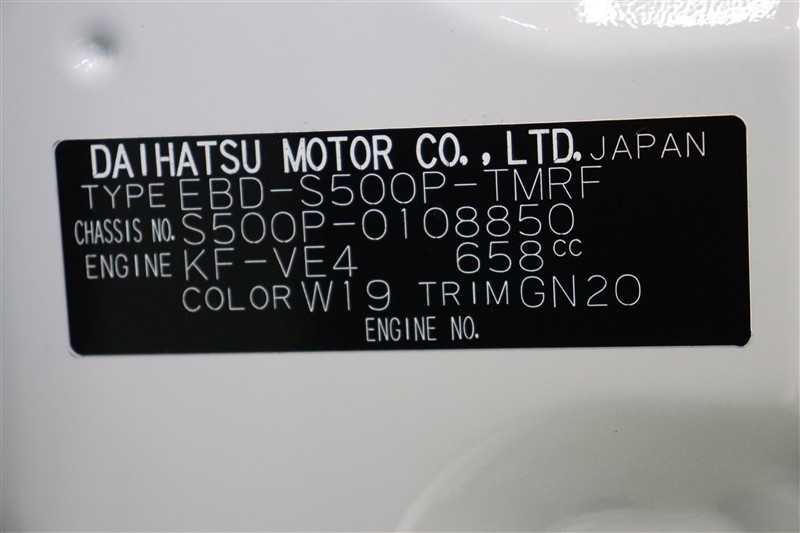 DAIHATSU MOTOR CO., LTD. JAPAN
TYPE EBD-S500P-TMRF
CHASSIS NO. S500P-0108850
ENGINE KF-VE4 658cc
COLOR W19 TRIM GN20
ENGINE NO.